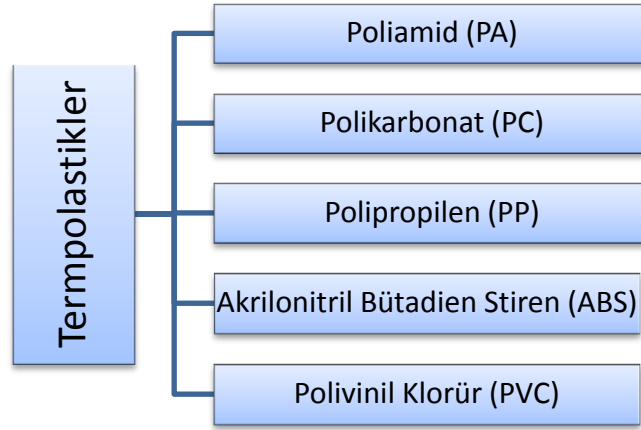 Termpolastikler
Poliamid (PA)
Polikarbonat (PC)
Polipropilen (PP)
Akrilonitril Bütadien Stiren (ABS)
Polivinil Klorür (PVC)